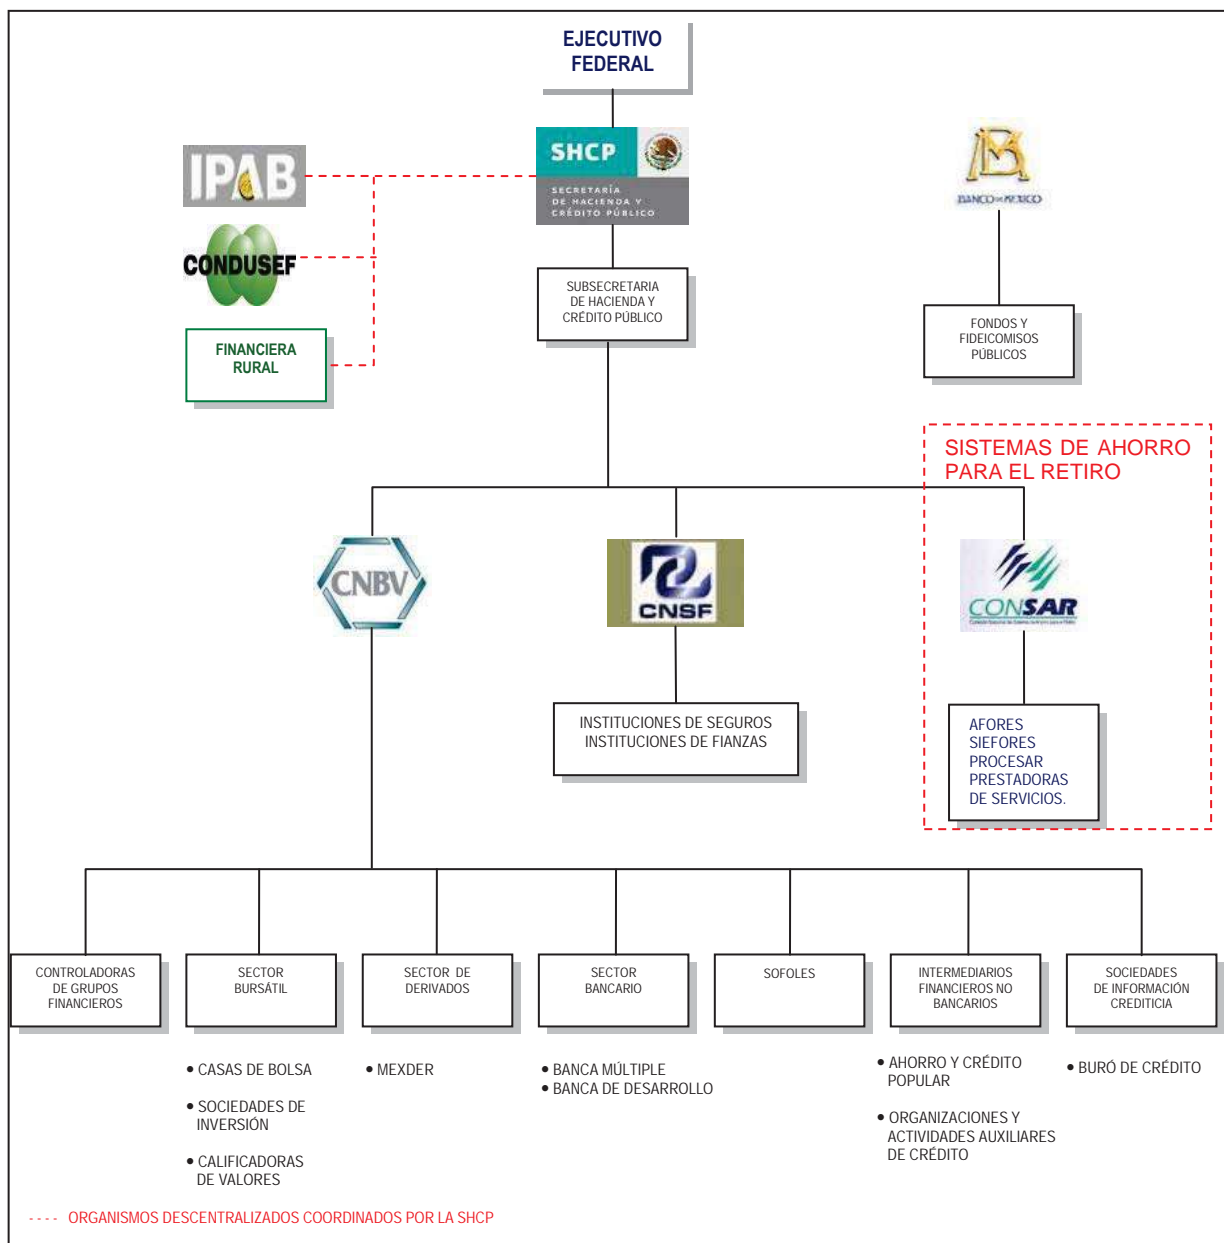 EJECUTIVO
FEDERAL
IPAB
SHCP
SECRETARÍA
DE HACIENDA Y
CRÉDITO PÚBLICO
BANCO DE MEXICO
CONDUSEF
SUBSECRETARIA
DE HACIENDA Y
CRÉDITO PÚBLICO
FINANCIERA
RURAL
FONDOS Y
FIDEICOMISOS
PÚBLICOS
SISTEMAS DE AHORRO
PARA EL RETIRO
CNBV
CNSF
CONSAR
INSTITUCIONES DE SEGUROS
INSTITUCIONES DE FIANZAS
AFORES
SIEFORES
PROCESAR
PRESTADORAS
DE SERVICIOS.
CONTROLADORAS
DE GRUPOS
FINANCIEROS
SECTOR
BURSÁTIL
SECTOR DE
DERIVADOS
SECTOR
BANCARIO
SOFOLES
INTERMEDIARIOS
FINANCIEROS NO
BANCARIOS
SOCIEDADES
DE INFORMACIÓN
CREDITICIA
• CASAS DE BOLSA
• SOCIEDADES DE
INVERSIÓN
• CALIFICADORAS
DE VALORES
• MEXDER
• BANCA MÚLTIPLE
• BANCA DE DESARROLLO
• AHORRO Y CRÉDITO
POPULAR
• ORGANIZACIONES Y
ACTIVIDADES AUXILIARES
DE CRÉDITO
• BURÓ DE CRÉDITO
---- ORGANISMOS DESCENTRALIZADOS COORDINADOS POR LA SHCP